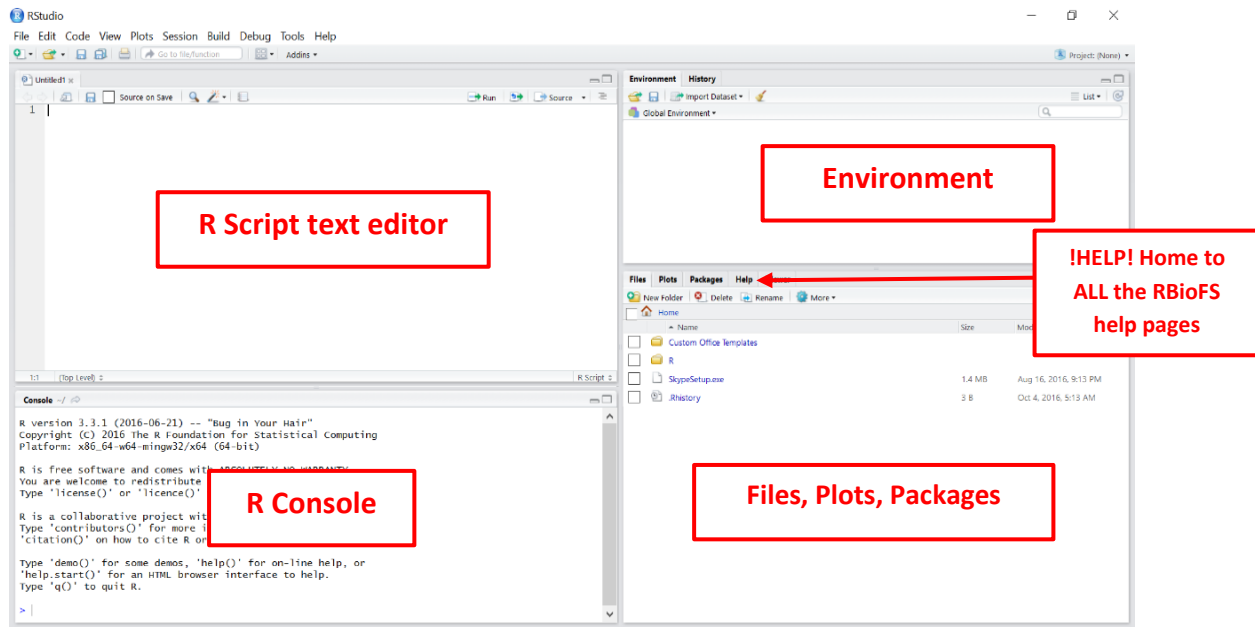 RStudio
File Edit Code View Plots Session Build Debug Tools Help
Go to file/function
Addins
Project: (None)
Untitled1
Source on Save
Run
Source
1
R Script text editor
1:1
(Top Level)
R Script
Environment History
Import Dataset
List
Global Environment
Environment
!HELP! Home to
ALL the RBioFS
help pages
Files Plots Packages Help
New Folder Delete Rename More
Home
Name Size
Custom Office Templates
R
SkypeSetup.exe 1.4 MB Aug 16, 2016, 9:13 PM
.Rhistory 3 B Oct 4, 2016, 5:13 AM
Files, Plots, Packages
Console ~/
R version 3.3.1 (2016-06-21) -- "Bug in Your Hair"
Copyright (C) 2016 The R Foundation for Statistical Computing
Platform: x86_64-w64-mingw32/x64 (64-bit)
R is free software and comes with ABSOLUTELY NO WARRANTY
You are welcome to redistribute
Type 'license()' or 'licence()'
R is a collaborative project
Type 'contributors()' for more
'citation()' on how to cite R or
Type 'demo()' for some demos, 'help()' for on-line help, or
'help.start()' for an HTML browser interface to help.
Type 'q()' to quit R.
>
R Console